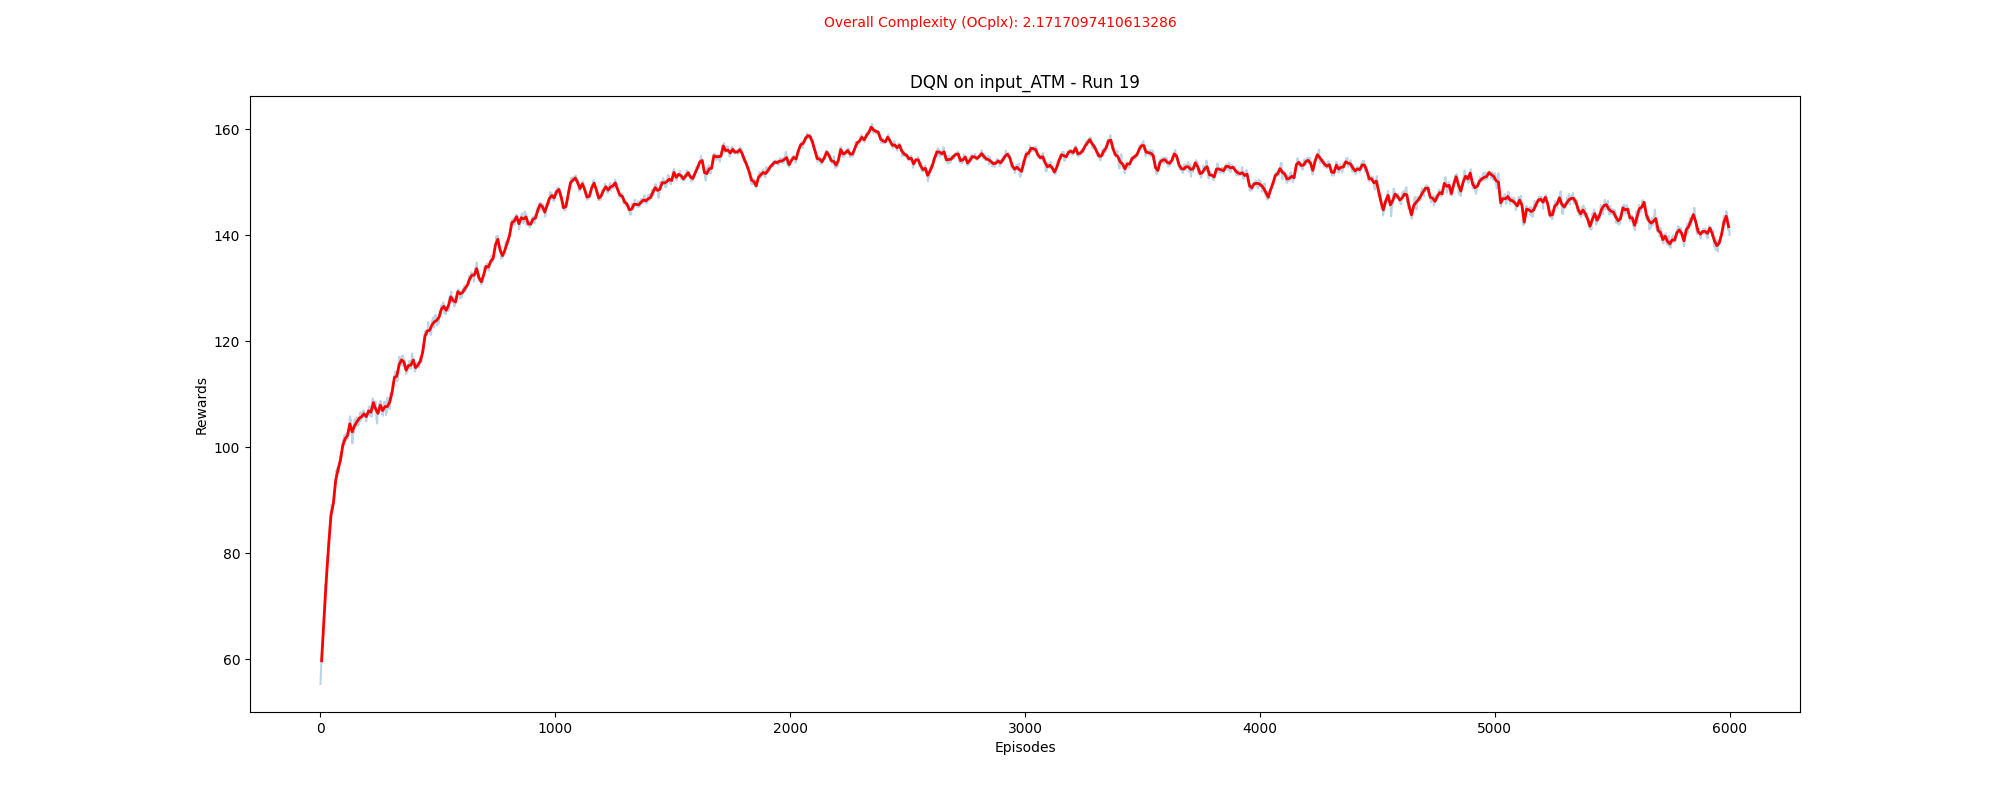 Overall Complexity (OCplx): 2.1717097410613286
DQN on input_ATM - Run 19
160
140
120
100
80
60
Rewards
0 1000 2000 3000 4000 5000 6000
Episodes